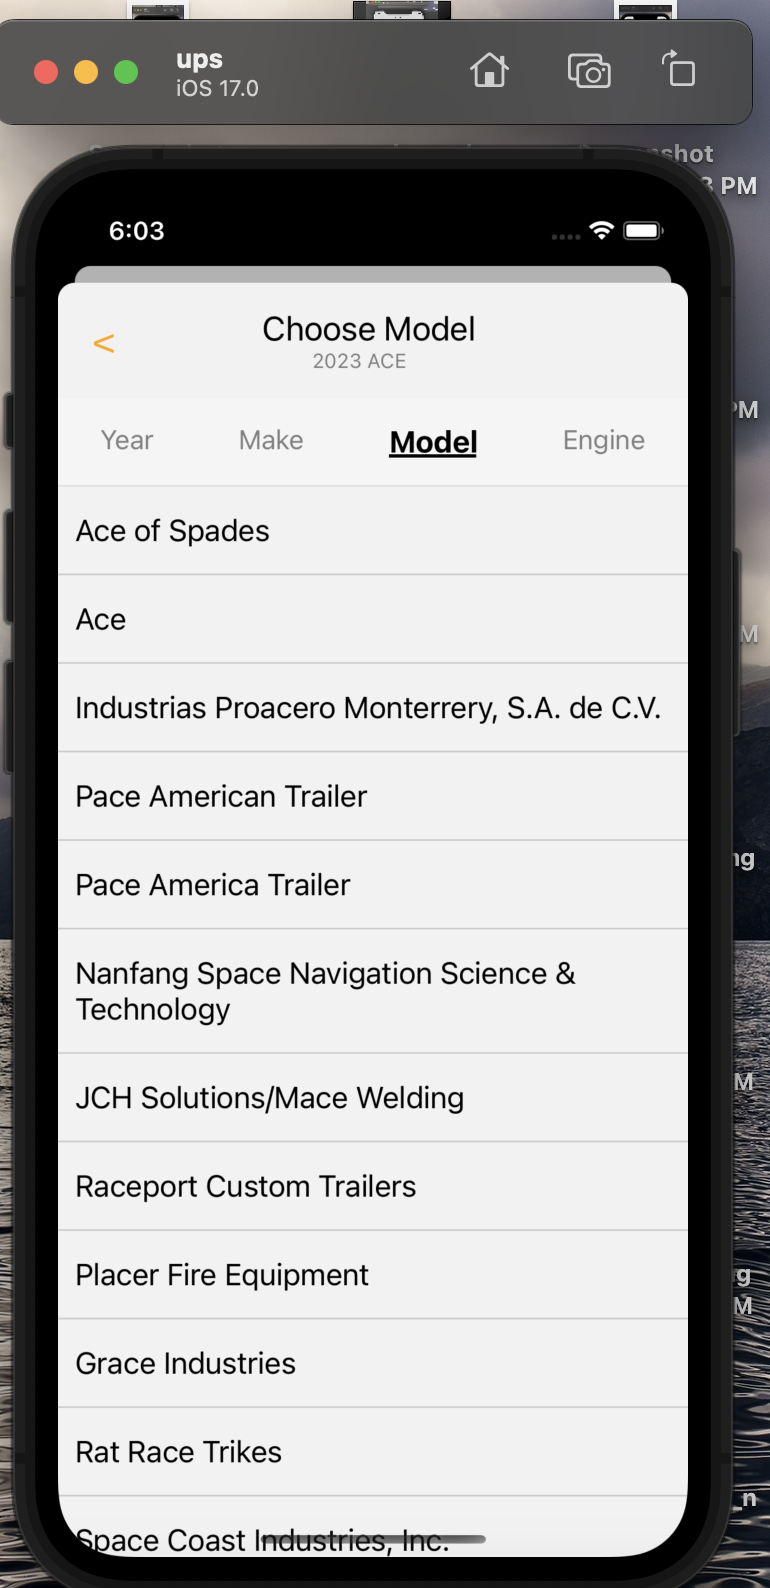 ups
iOS 17.0
shot
3 PM
6:03
PM
<
Choose Model
2023 ACE
Year Make Model Engine
Ace of Spades
Ace
M
Industrias Proacero Monterrery, S.A. de C.V.
Pace American Trailer
ng
Pace America Trailer
Nanfang Space Navigation Science &
Technology
M
JCH Solutions/Mace Welding
Raceport Custom Trailers
Placer Fire Equipment
g
M
Grace Industries
Rat Race Trikes
_n
Space Coast Industries, Inc.